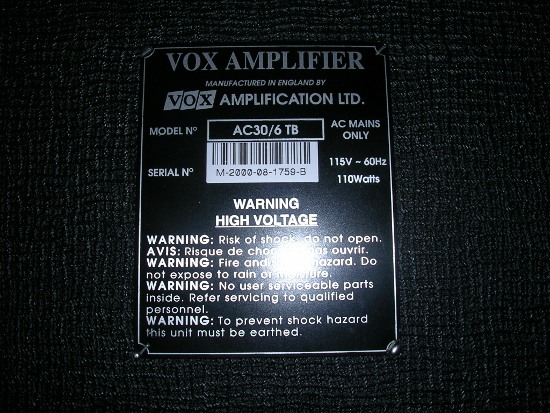 VOX AMPLIFIER
MANUFACTURED IN ENGLAND BY
VOX AMPLIFICATION LTD.
MODEL Nº AC30/6 TB AC MAINS ONLY
SERIAL Nº M-2000-08-1759-B 115V ~ 60Hz
110Watts
WARNING
HIGH VOLTAGE
WARNING: Risk of shock, do not open.
AVIS: Risque de choc pas ouvrir.
WARNING: Fire and hazard. Do
not expose to rain or moisture.
WARNING: No user serviceable parts
inside. Refer servicing to qualified
personnel.
WARNING: To prevent shock hazard
this unit must be earthed.